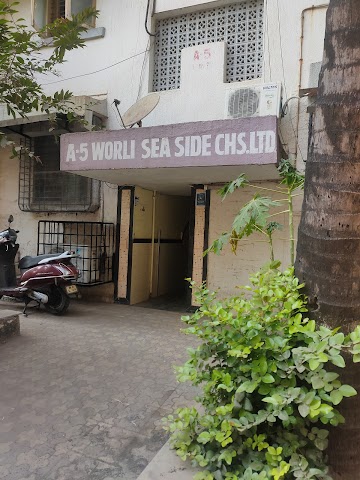 A-5
A-5 WORLI SEA SIDE CHS.LTD